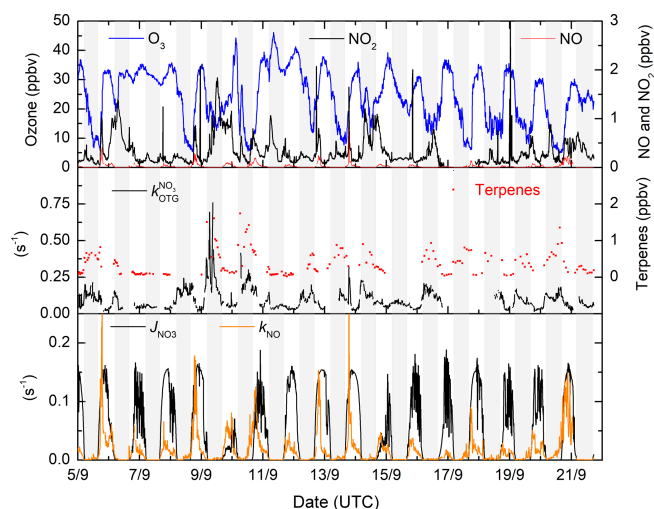 O3 NO2 NO
Ozone (ppbv)
50
40
30
20
10
0
3
2
1
0
NO and NO2 (ppbv)
kOTG NO3
Terpenes
(s-1)
0.75
0.50
0.25
0.00
2
1
0
Terpenes (ppbv)
JNO3 kNO
(s-1)
0.2
0.1
0.0
5/9 7/9 9/9 11/9 13/9 15/9 17/9 19/9 21/9
Date (UTC)